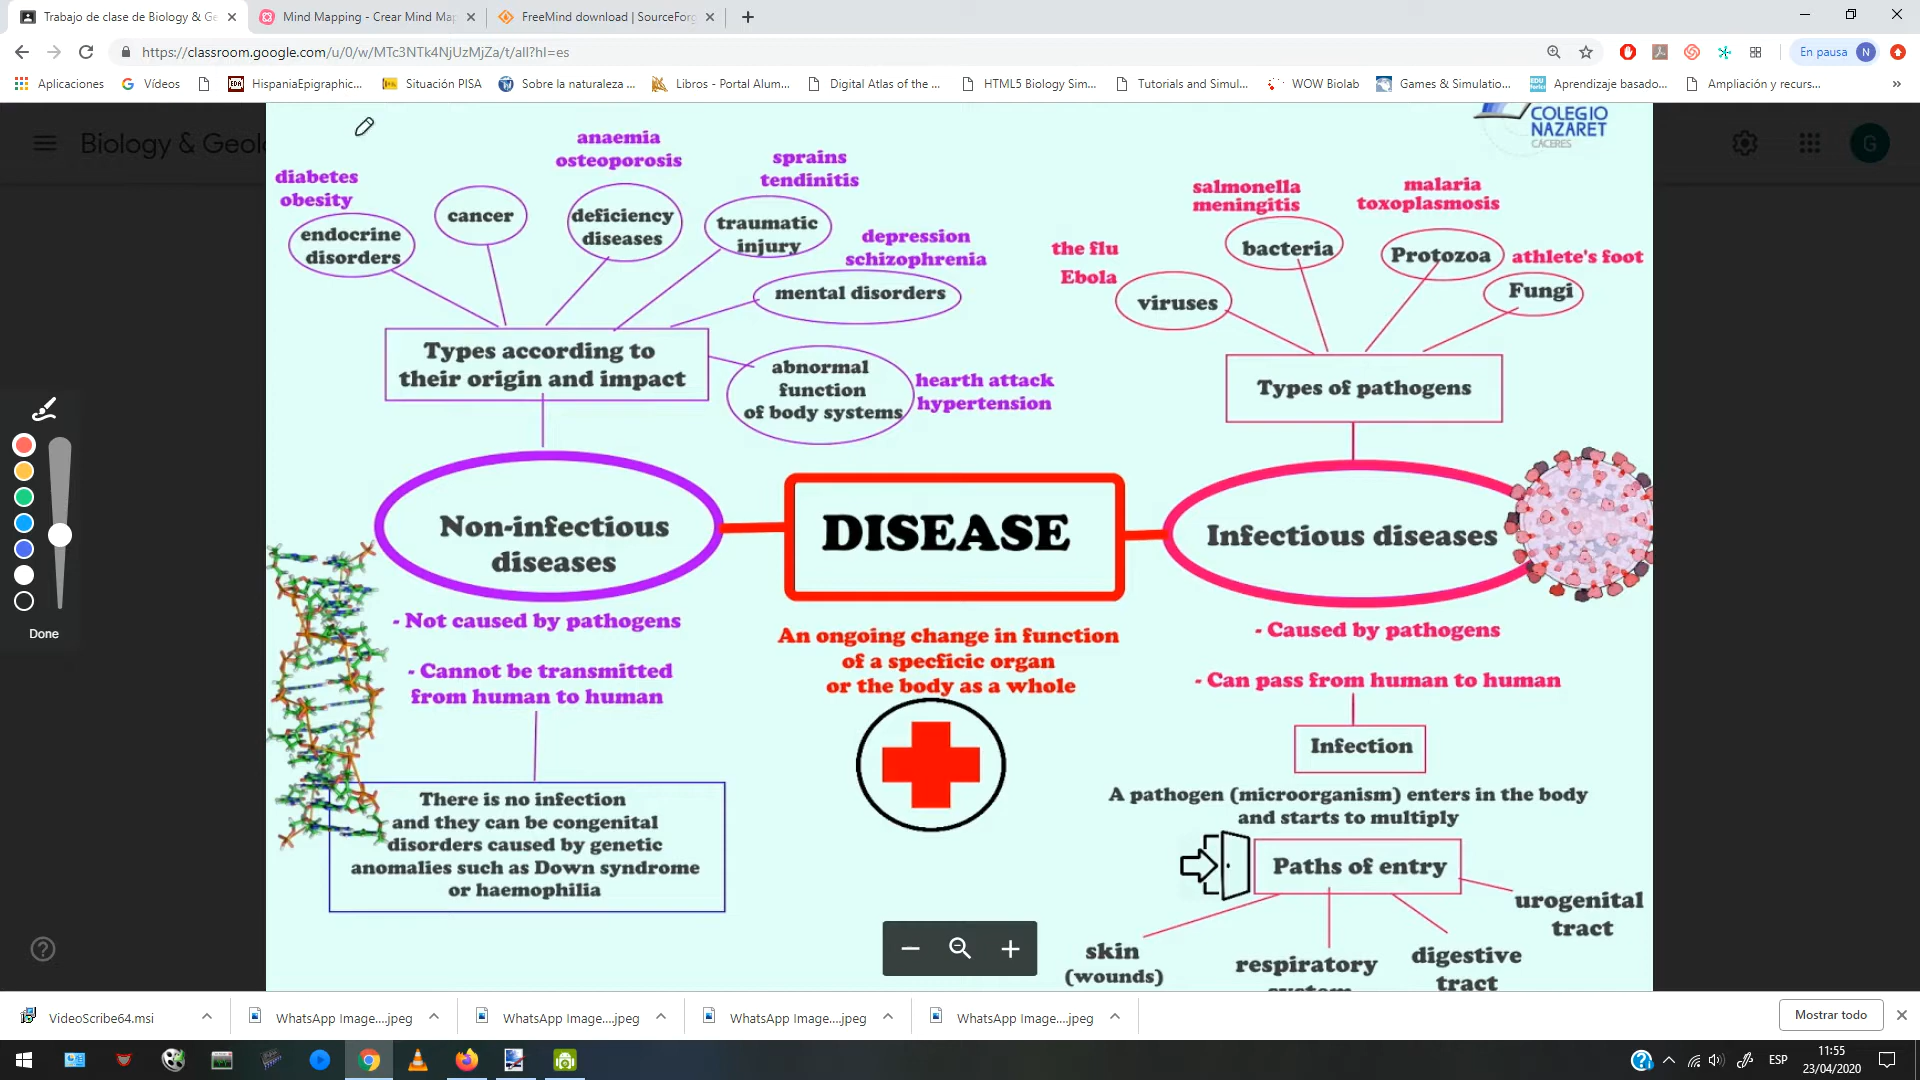 Trabajo de clase de Biology & Ge
Mind Mapping - Crear Mind Map
FreeMind download | SourceForg
https://classroom.google.com/u/0/w/MTc3NTk4NjUzMjZa/t/all?hl=es
En pausa
N
Aplicaciones
Vídeos
HispaniaEpigraphic...
Situación PISA
Sobre la naturaleza ...
Libros - Portal Alum...
Digital Atlas of the ...
HTML5 Biology Sim...
Tutorials and Simul...
WOW Biolab
Games & Simulatio...
Aprendizaje basado...
Ampliación y recurs...
»
Biology & Geol
G
COLEGIO
NAZARET
CÁCERES
diabetes
obesity
endocrine
disorders
cancer
anaemia
osteoporosis
deficiency
diseases
sprains
tendinitis
traumatic
injury
depression
schizophrenia
mental disorders
Types according to
their origin and impact
abnormal
function
of body systems
hearth attack
hypertension
the flu
Ebola
viruses
salmonella
meningitis
bacteria
malaria
toxoplasmosis
Protozoa
athlete's foot
Fungi
Types of pathogens
Non-infectious
diseases
DISEASE
Infectious diseases
- Not caused by pathogens
- Cannot be transmitted
from human to human
An ongoing change in function
of a specficic organ
or the body as a whole
- Caused by pathogens
- Can pass from human to human
Infection
There is no infection
and they can be congenital
disorders caused by genetic
anomalies such as Down syndrome
or haemophilia
A pathogen (microorganism) enters in the body
and starts to multiply
Paths of entry
skin
(wounds)
respiratory
system
digestive
tract
urogenital
tract
Done
VideoScribe64.msi
WhatsApp Image....jpeg
WhatsApp Image....jpeg
WhatsApp Image....jpeg
WhatsApp Image....jpeg
Mostrar todo
ESP
11:55
23/04/2020